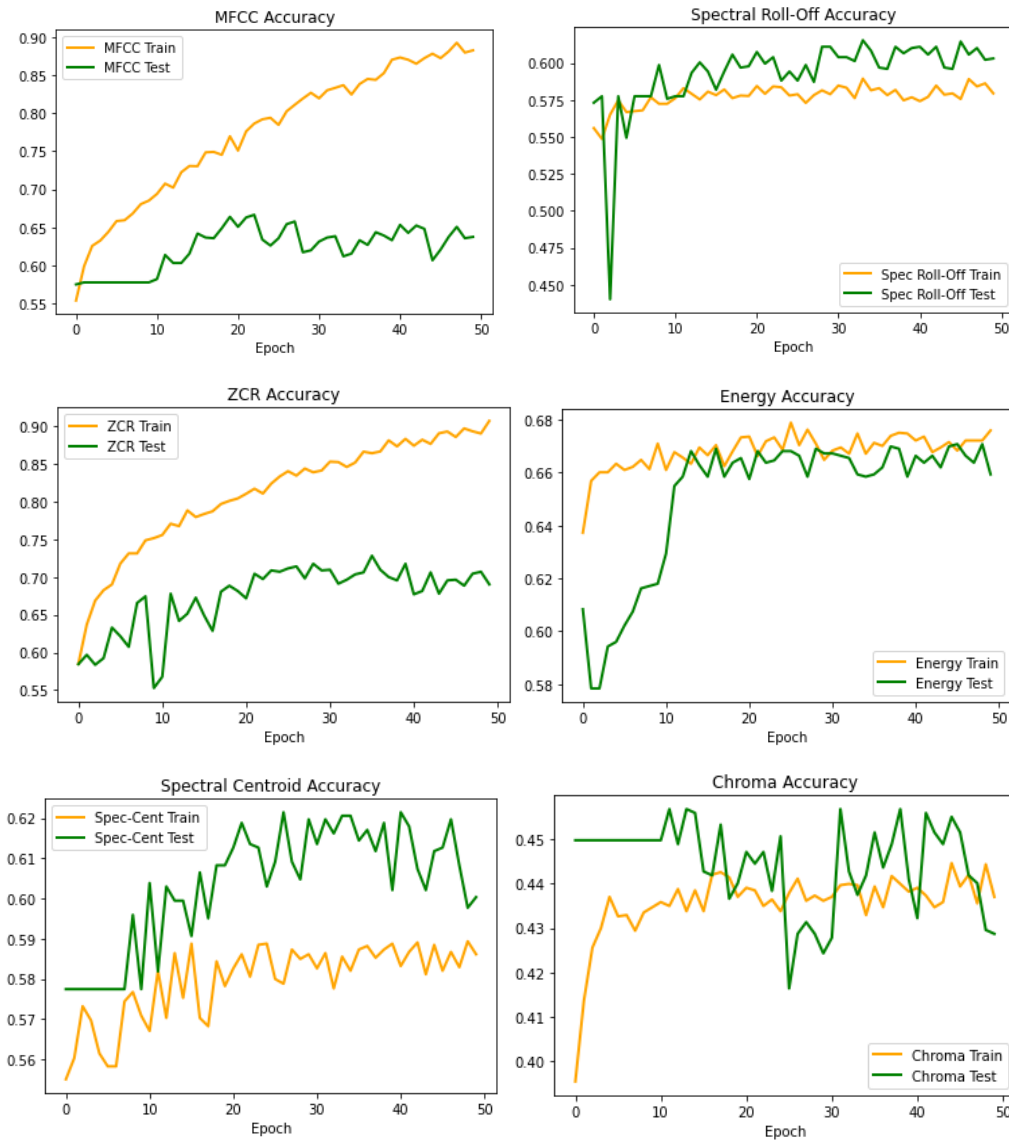 MFCC Accuracy
MFCC Train
MFCC Test
0.90
0.85
0.80
0.75
0.70
0.65
0.60
0.55
0 10 20 30 40 50
Epoch
Spectral Roll-Off Accuracy
0.600
0.575
0.550
0.525
0.500
0.475
0.450
Spec Roll-Off Train
Spec Roll-Off Test
0 10 20 30 40 50
Epoch
ZCR Accuracy
ZCR Train
ZCR Test
0.90
0.85
0.80
0.75
0.70
0.65
0.60
0.55
0 10 20 30 40 50
Epoch
Energy Accuracy
0.68
0.66
0.64
0.62
0.60
0.58
Energy Train
Energy Test
0 10 20 30 40 50
Epoch
Spectral Centroid Accuracy
Spec-Cent Train
Spec-Cent Test
0.62
0.61
0.60
0.59
0.58
0.57
0.56
0 10 20 30 40 50
Epoch
Chroma Accuracy
0.45
0.44
0.43
0.42
0.41
0.40
Chroma Train
Chroma Test
0 10 20 30 40 50
Epoch